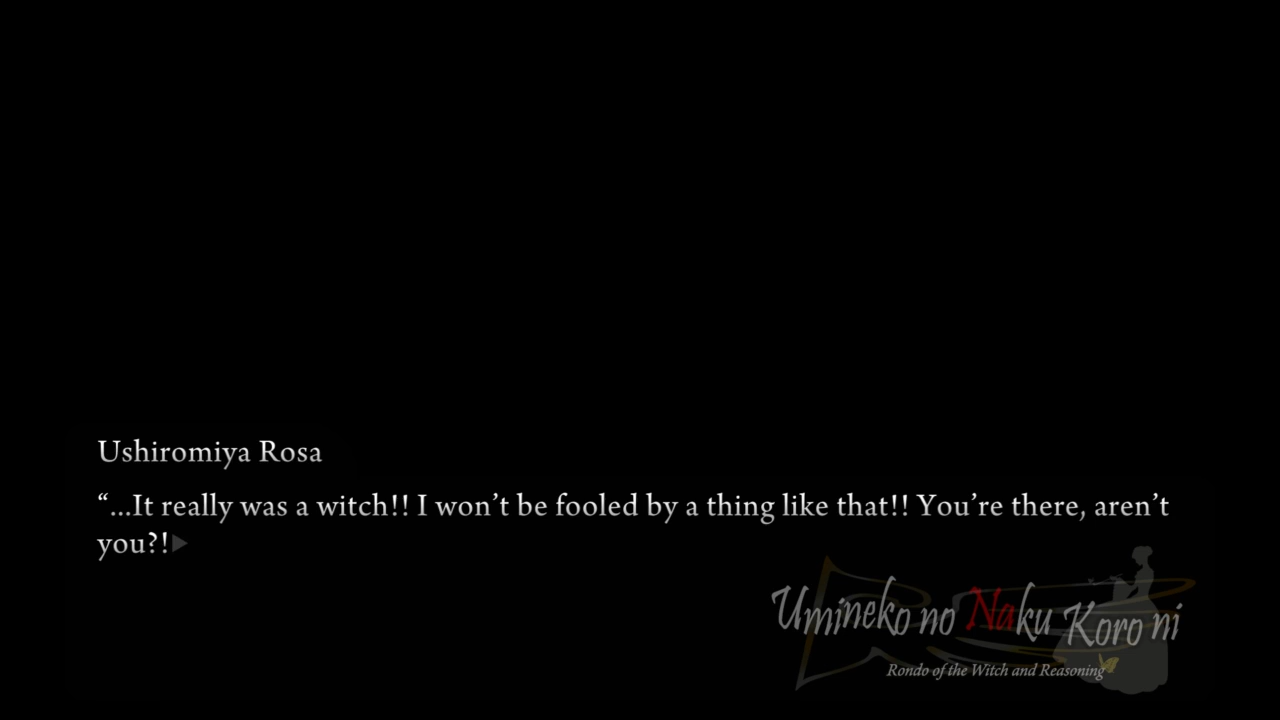 Ushiromiya Rosa
“...It really was a witch!! I won’t be fooled by a thing like that!! You’re there, aren’t
you?!
Umineko no Naku Koro ni
Rondo of the Witch and Reasoning